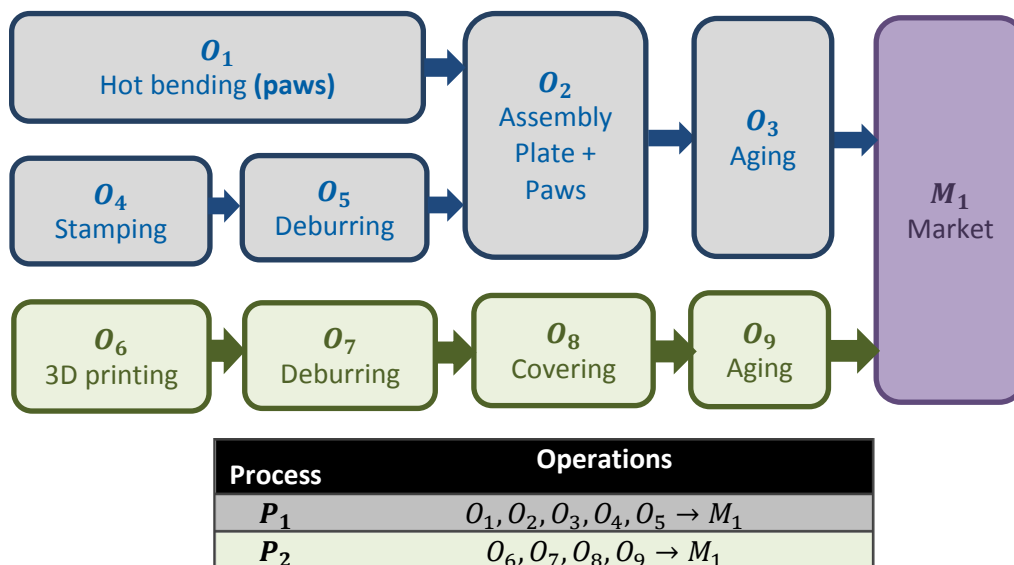 O₁
Hot bending (paws)
O₂
Assembly
Plate +
Paws
O₃
Aging
M₁
Market
O₄
Stamping
O₅
Deburring
O₆
3D printing
O₇
Deburring
O₈
Covering
O₉
Aging
Process Operations
P₁ O₁, O₂, O₃, O₄, O₅ → M₁
P₂ O₆, O₇, O₈, O₉ → M₁